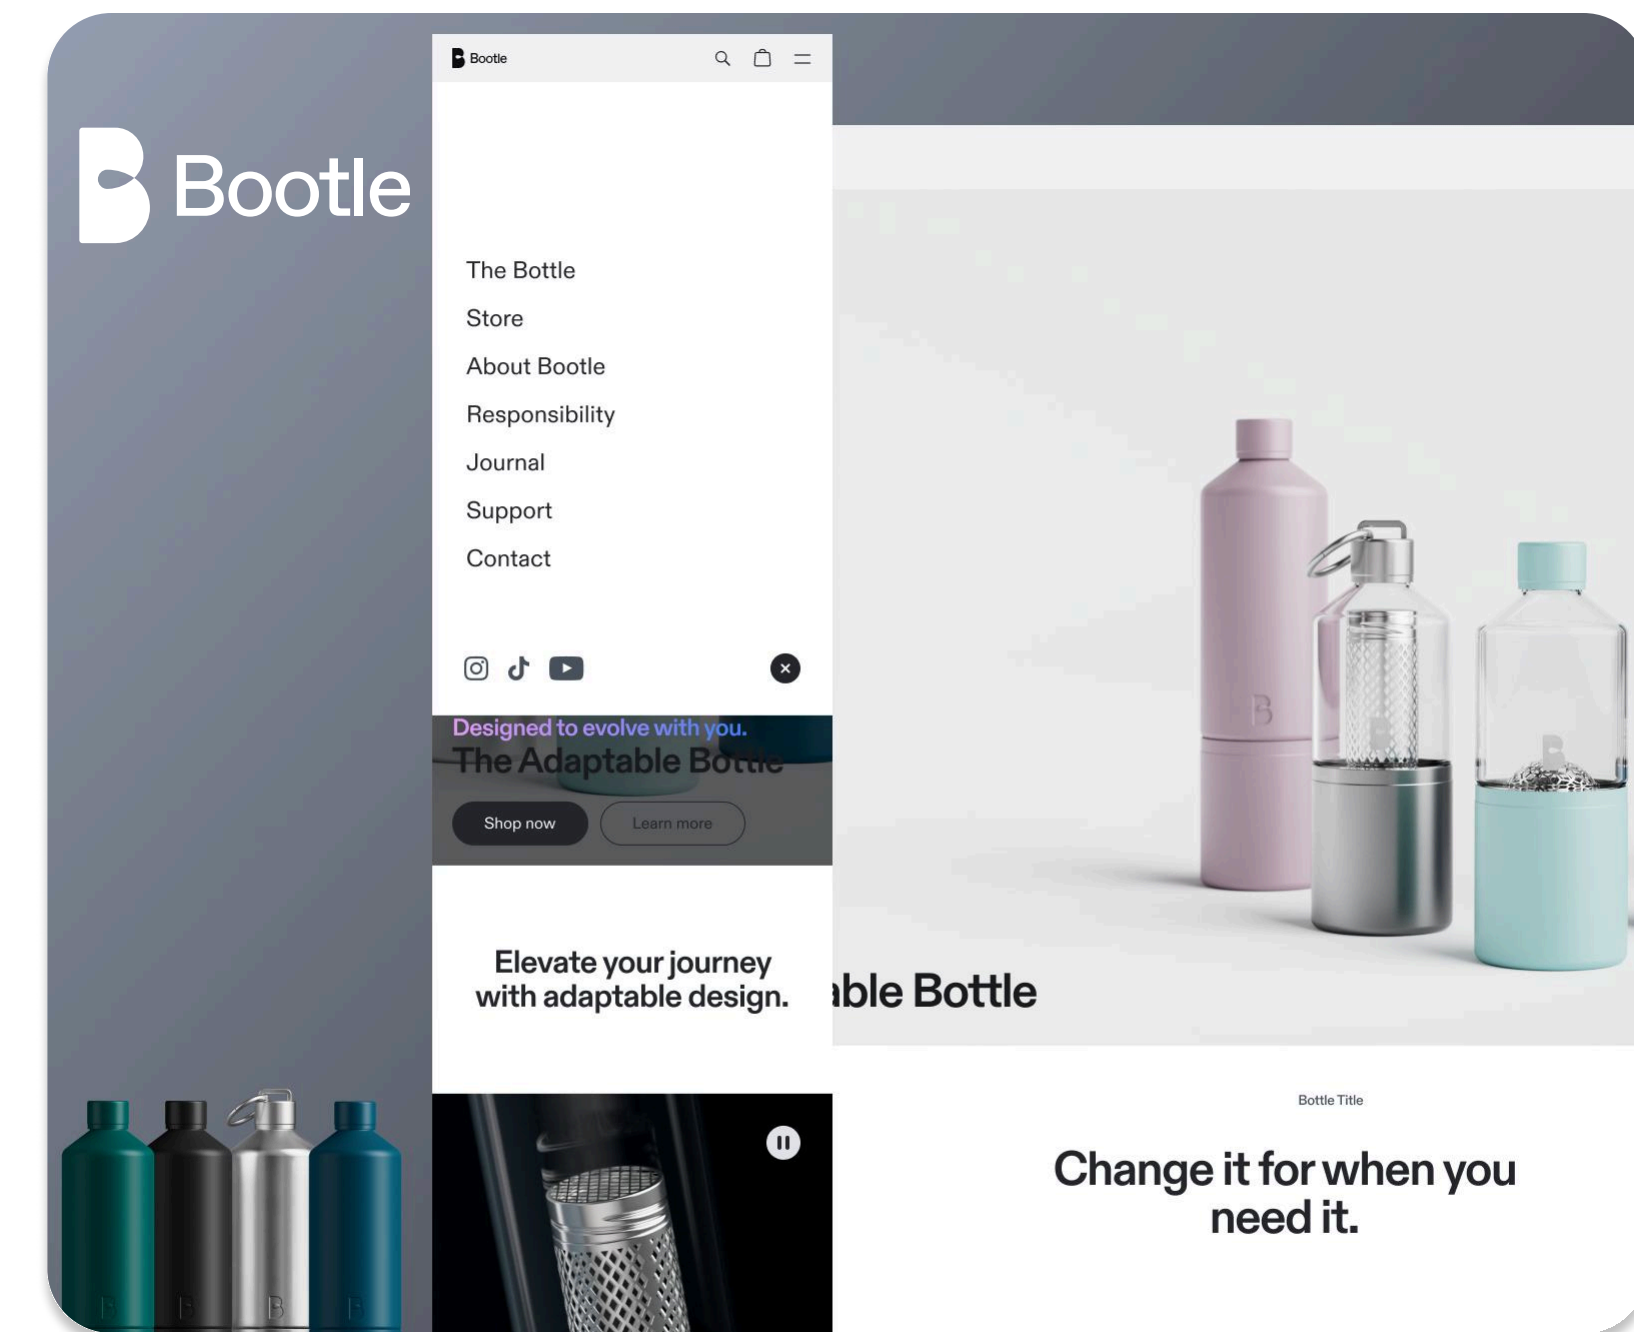 Bootle
Bootle
The Bottle
Store
About Bootle
Responsibility
Journal
Support
Contact
Designed to evolve with you.
The Adaptable Bottle
Shop now
Learn more
Elevate your journey
with adaptable design.
able Bottle
Bottle Title
Change it for when you
need it.